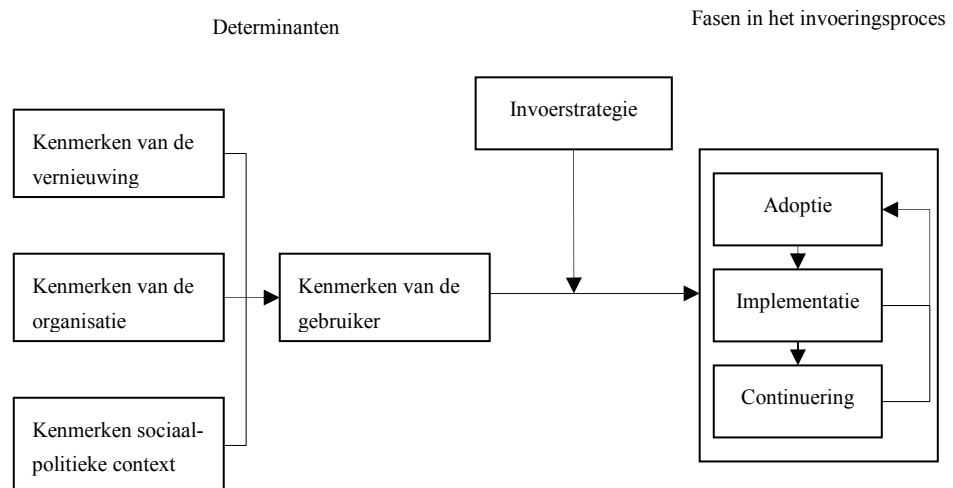 Determinanten
Fasen in het invoeringsproces
Invoerstrategie
Kenmerken van de
vernieuwing
Adoptie
Kenmerken van de
organisatie
Kenmerken van de
gebruiker
Implementatie
Continuering
Kenmerken sociaal-
politieke context